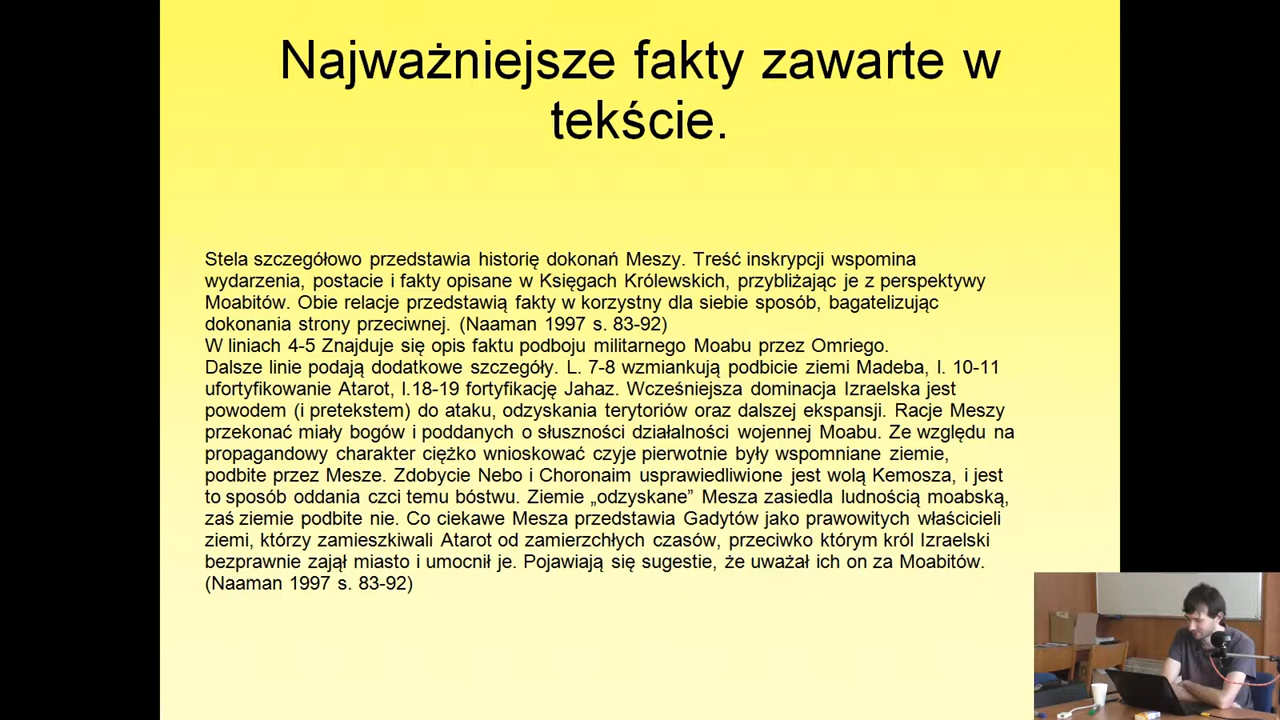 Najważniejsze fakty zawarte w
tekście.
Stela szczegółowo przedstawia historię dokonań Meszy. Treść inskrypcji wspomina
wydarzenia, postacie i fakty opisane w Księgach Królewskich, przybliżając je z perspektywy
Moabitów. Obie relacje przedstawią fakty w korzystny dla siebie sposób, bagatelizując
dokonania strony przeciwnej. (Naaman 1997 s. 83-92)
W liniach 4-5 Znajduje się opis faktu podboju militarnego Moabu przez Omriego.
Dalsze linie podają dodatkowe szczegóły. L. 7-8 wzmiankują podbicie ziemi Madeba, l. 10-11
ufortyfikowanie Atarot, l.18-19 fortyfikację Jahaz. Wcześniejsza dominacja Izraelska jest
powodem (i pretekstem) do ataku, odzyskania terytoriów oraz dalszej ekspansji. Racje Meszy
przekonać miały bogów i poddanych o słuszności działalności wojennej Moabu. Ze względu na
propagandowy charakter ciężko wnioskować czyje pierwotnie były wspomniane ziemie,
podbite przez Mesze. Zdobycie Nebo i Choronaim usprawiedliwione jest wolą Kemosza, i jest
to sposób oddania czci temu bóstwu. Ziemie „odzyskane” Mesza zasiedla ludnością moabską,
zaś ziemie podbite nie. Co ciekawe Mesza przedstawia Gadytów jako prawowitych właścicieli
ziemi, którzy zamieszkiwali Atarot od zamierzchłych czasów, przeciwko którym król Izraelski
bezprawnie zajął miasto i umocnił je. Pojawiają się sugestie, że uważał ich on za Moabitów.
(Naaman 1997 s. 83-92)